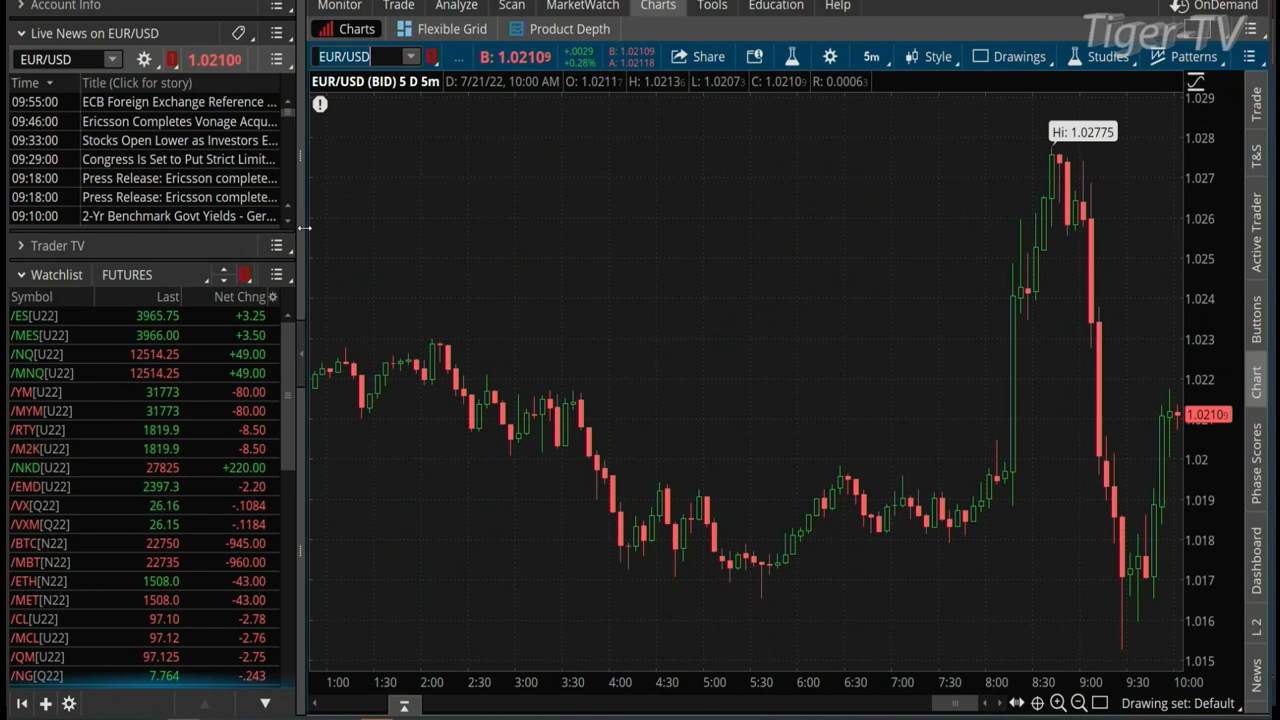 Account Info
Monitor Trade Analyze Scan MarketWatch Charts Tools Education Help OnDemand
Tiger-TV
Live News on EUR/USD
Charts Flexible Grid Product Depth
EUR/USD 1.02100
EUR/USD ... B: 1.02109 +.0029 +0.28% B: 1.02109 A: 1.02118 Share 5m Style Drawings Studies Patterns
Time Title (Click for story)
EUR/USD (BID) 5 D 5m D: 7/21/22, 10:00 AM O: 1.02117 H: 1.02136 L: 1.02073 C: 1.02109 R: 0.00063
09:55:00 ECB Foreign Exchange Reference ...
09:46:00 Ericsson Completes Vonage Acqu...
09:33:00 Stocks Open Lower as Investors E...
09:29:00 Congress Is Set to Put Strict Limit...
09:18:00 Press Release: Ericsson complete...
09:18:00 Press Release: Ericsson complete...
09:10:00 2-Yr Benchmark Govt Yields - Ger...
Trader TV
Watchlist FUTURES
Symbol Last Net Chng
/ES[U22] 3965.75 +3.25
/MES[U22] 3966.00 +3.50
/NQ[U22] 12514.25 +49.00
/MNQ[U22] 12514.25 +49.00
/YM[U22] 31773 -80.00
/MYM[U22] 31773 -80.00
/RTY[U22] 1819.9 -8.50
/M2K[U22] 1819.9 -8.50
/NKD[U22] 27825 +220.00
/EMD[U22] 2397.3 -2.20
/VX[Q22] 26.16 -.1084
/VXM[Q22] 26.15 -.1184
/BTC[N22] 22750 -945.00
/MBT[N22] 22735 -960.00
/ETH[N22] 1508.0 -43.00
/MET[N22] 1508.0 -43.00
/CL[U22] 97.10 -2.78
/MCL[U22] 97.12 -2.76
/QM[U22] 97.125 -2.75
/NG[Q22] 7.764 -.243
Hi: 1.02775
1.029
1.028
1.027
1.026
1.025
1.024
1.023
1.022
1.02109
1.02
1.019
1.018
1.017
1.016
1.015
1:00 1:30 2:00 2:30 3:00 3:30 4:00 4:30 5:00 5:30 6:00 6:30 7:00 7:30 8:00 8:30 9:00 9:30 10:00
Drawing set: Default
Trade
T&S
Active Trader
Buttons
Chart
Phase Scores
Dashboard
L 2
News